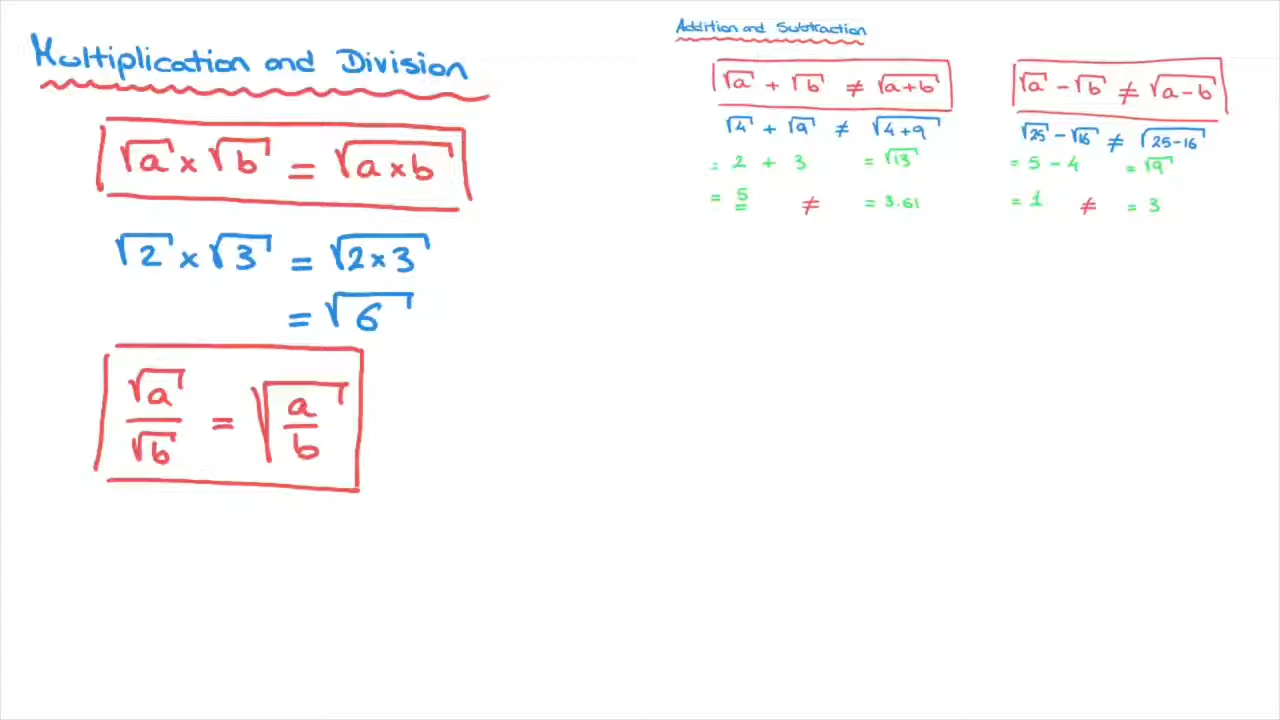 Multiplication and Division
√a × √b = √a×b
√2 × √3 = √2×3
= √6
√a/√b = √a/b
Addition and Subtraction
√a + √b ≠ √a+b
√4 + √9 ≠ √4+9
= 2 + 3 = √13
= 5 ≠ = 3.61
√a - √b ≠ √a-b
√25 - √16 ≠ √25-16
= 5 - 4 = √9
= 1 ≠ = 3